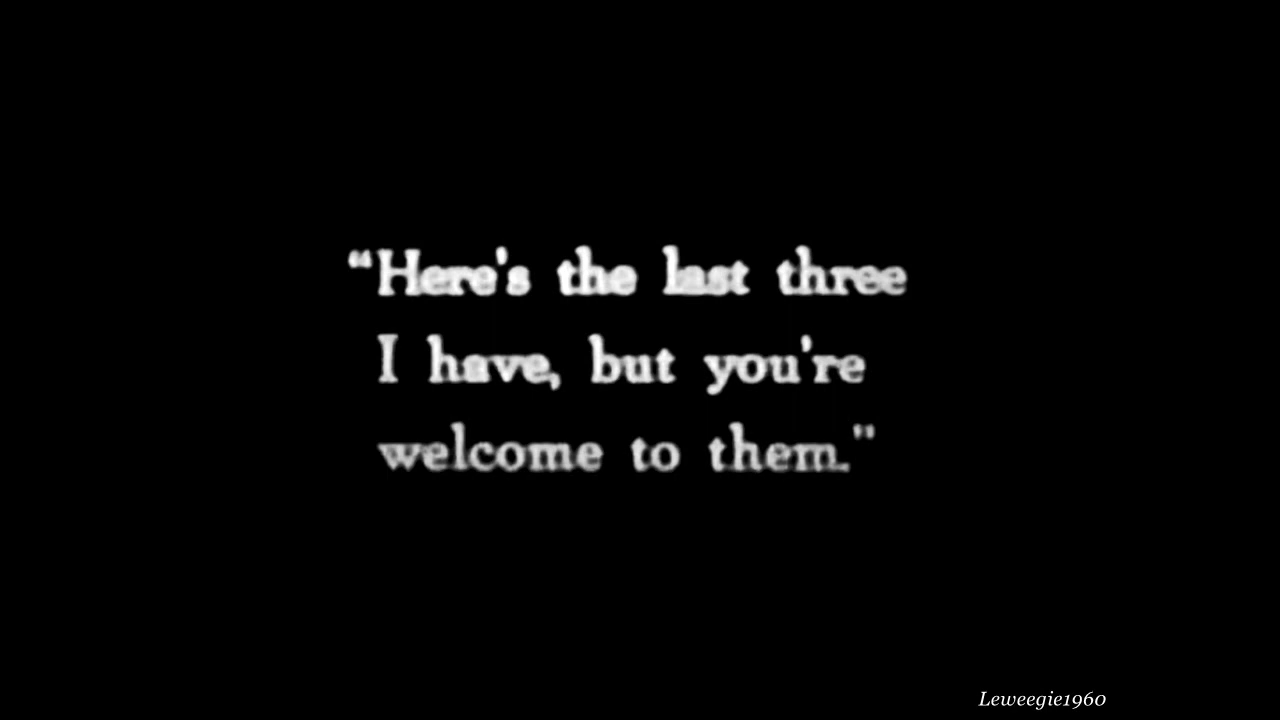 “Here's the last three
I have, but you're
welcome to them."
Leweegie1960